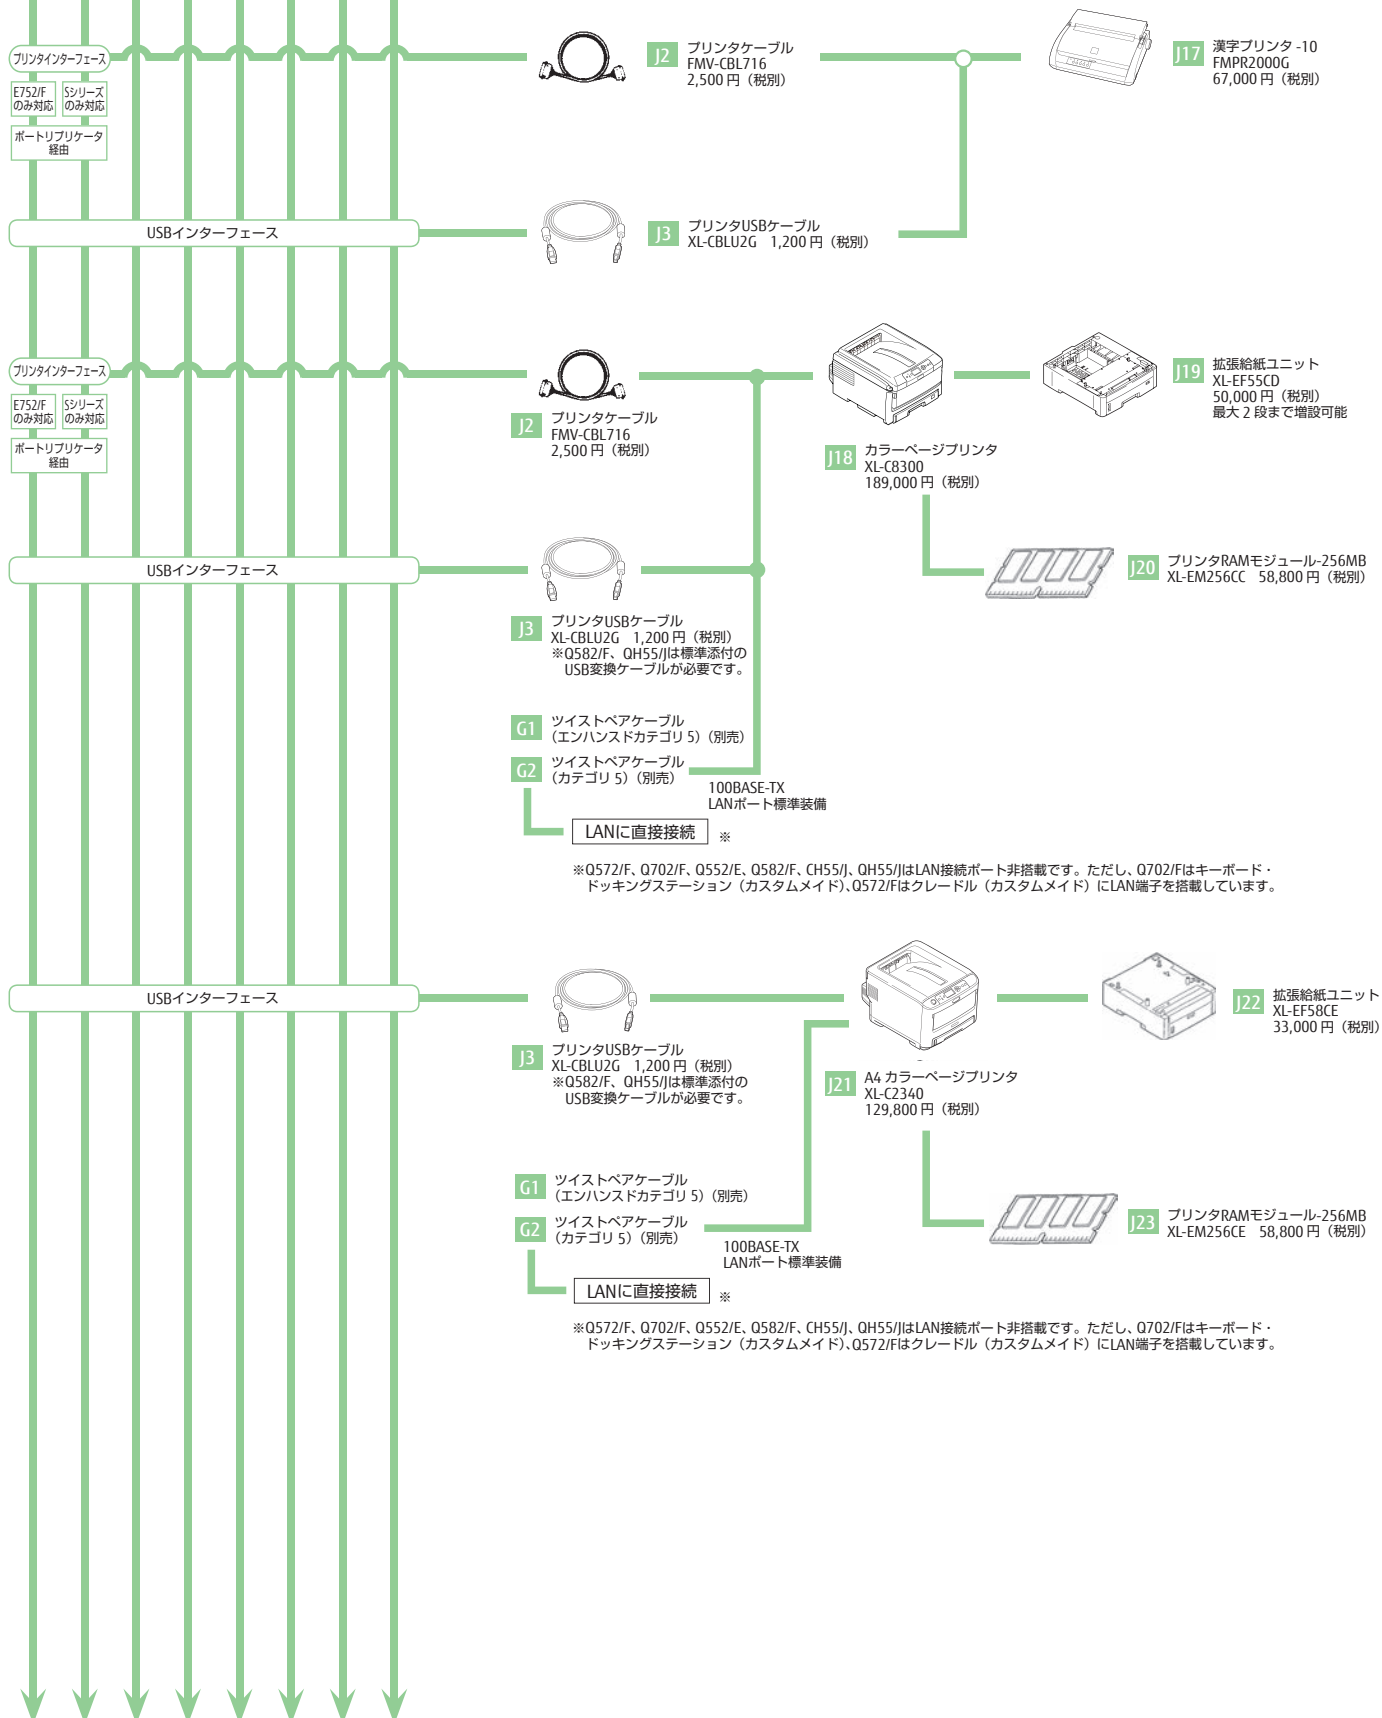 プリンタインターフェース
E752/F
のみ対応
Sシリーズ
のみ対応
ポートリプリケータ
経由
J2
プリンタケーブル
FMV-CBL716
2,500 円（税別）
J17
漢字プリンタ -10
FMPR2000G
67,000 円（税別）
USBインターフェース
J3
プリンタUSBケーブル
XL-CBLU2G 1,200 円（税別）
プリンタインターフェース
E752/F
のみ対応
Sシリーズ
のみ対応
ポートリプリケータ
経由
J2
プリンタケーブル
FMV-CBL716
2,500 円（税別）
J18
カラーページプリンタ
XL-C8300
189,000 円（税別）
J19
拡張給紙ユニット
XL-EF55CD
50,000 円（税別）
最大 2 段まで増設可能
J20
プリンタRAMモジュール-256MB
XL-EM256CC 58,800 円（税別）
USBインターフェース
J3
プリンタUSBケーブル
XL-CBLU2G 1,200 円（税別）
※Q582/F、QH55/Jは標準添付の
USB変換ケーブルが必要です。
G1
ツイストペアケーブル
（エンハンスドカテゴリ 5）（別売）
G2
ツイストペアケーブル
（カテゴリ 5）（別売）
100BASE-TX
LANポート標準装備
LANに直接接続 ※
※Q572/F、Q702/F、Q552/E、Q582/F、CH55/J、QH55/JはLAN接続ポート非搭載です。ただし、Q702/Fはキーボード・
ドッキングステーション（カスタムメイド）、Q572/Fはクレードル（カスタムメイド）にLAN端子を搭載しています。
USBインターフェース
J3
プリンタUSBケーブル
XL-CBLU2G 1,200 円（税別）
※Q582/F、QH55/Jは標準添付の
USB変換ケーブルが必要です。
J21
A4 カラーページプリンタ
XL-C2340
129,800 円（税別）
J22
拡張給紙ユニット
XL-EF58CE
33,000 円（税別）
G1
ツイストペアケーブル
（エンハンスドカテゴリ 5）（別売）
G2
ツイストペアケーブル
（カテゴリ 5）（別売）
100BASE-TX
LANポート標準装備
J23
プリンタRAMモジュール-256MB
XL-EM256CE 58,800 円（税別）
LANに直接接続 ※
※Q572/F、Q702/F、Q552/E、Q582/F、CH55/J、QH55/JはLAN接続ポート非搭載です。ただし、Q702/Fはキーボード・
ドッキングステーション（カスタムメイド）、Q572/Fはクレードル（カスタムメイド）にLAN端子を搭載しています。